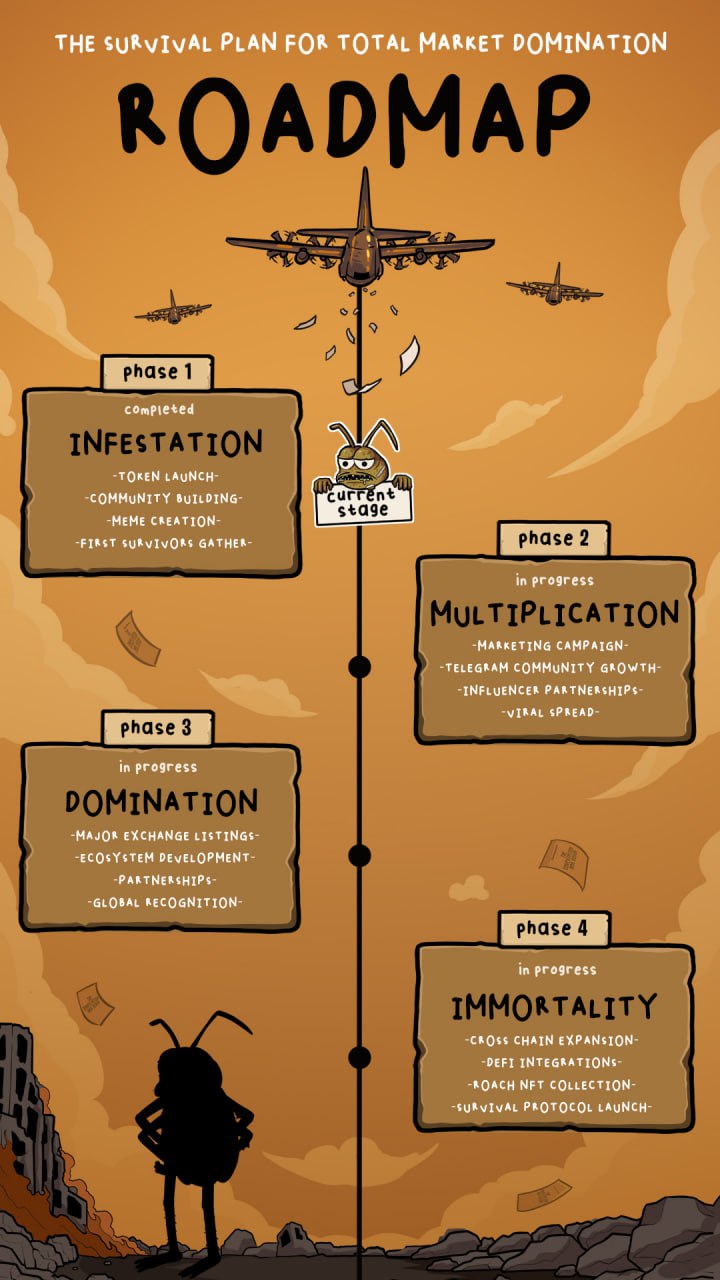 THE SURVIVAL PLAN FOR TOTAL MARKET DOMINATION
ROADMAP
phase 1
completed
INFESTATION
-TOKEN LAUNCH-
-COMMUNITY BUILDING-
-MEME CREATION-
-FIRST SURVIVORS GATHER-
current
stage
phase 2
in progress
MULTIPLICATION
-MARKETING CAMPAIGN-
-TELEGRAM COMMUNITY GROWTH-
-INFLUENCER PARTNERSHIPS-
-VIRAL SPREAD-
phase 3
in progress
DOMINATION
-MAJOR EXCHANGE LISTINGS-
-ECOSYSTEM DEVELOPMENT-
-PARTNERSHIPS-
-GLOBAL RECOGNITION-
phase 4
in progress
IMMORTALITY
-CROSS CHAIN EXPANSION-
-DEFI INTEGRATIONS-
-ROACH NFT COLLECTION-
-SURVIVAL PROTOCOL LAUNCH-